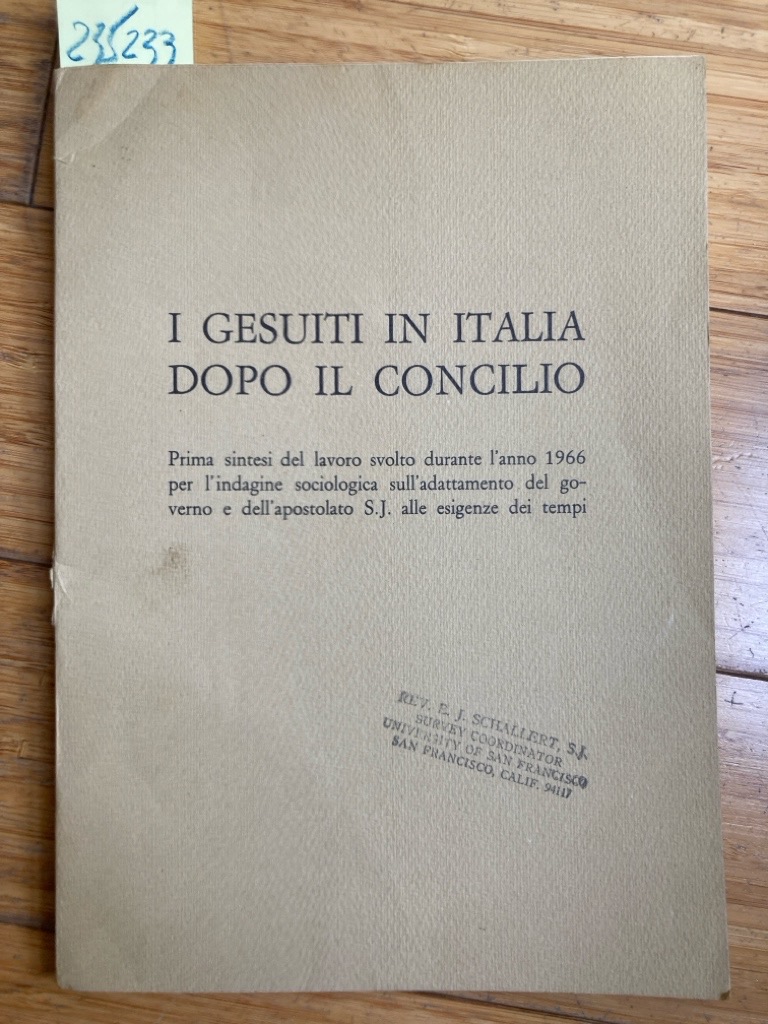 235233
I GESUITI IN ITALIA
DOPO IL CONCILIO
Prima sintesi del lavoro svolto durante l'anno 1966
per l'indagine sociologica sull'adattamento del go-
verno e dell'apostolato S.J. alle esigenze dei tempi
REV. E. J. SCHALLERT, S.J.
SURVEY COORDINATOR
UNIVERSITY OF SAN FRANCISCO
SAN FRANCISCO, CALIF. 94117